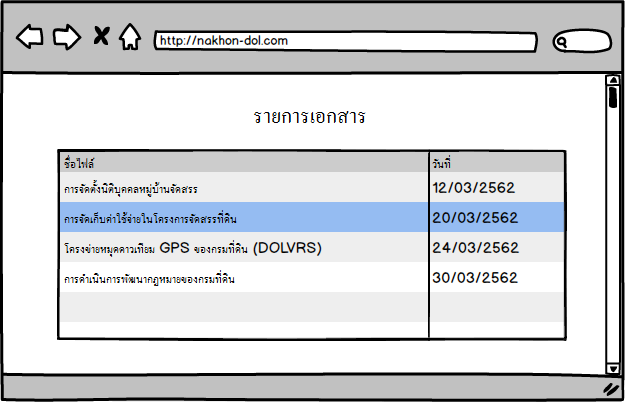 http://nakhon-dol.com
รายการเอกสาร
ชื่อไฟล์ วันที่
การจัดตั้งนิติบุคคลหมู่บ้านจัดสรร 12/03/2562
การจัดเก็บค่าใช้จ่ายในโครงการจัดสรรที่ดิน 20/03/2562
โครงข่ายหมุดดาวเทียม GPS ของกรมที่ดิน (DOLVRS) 24/03/2562
การดำเนินการพัฒนากฎหมายของกรมที่ดิน 30/03/2562